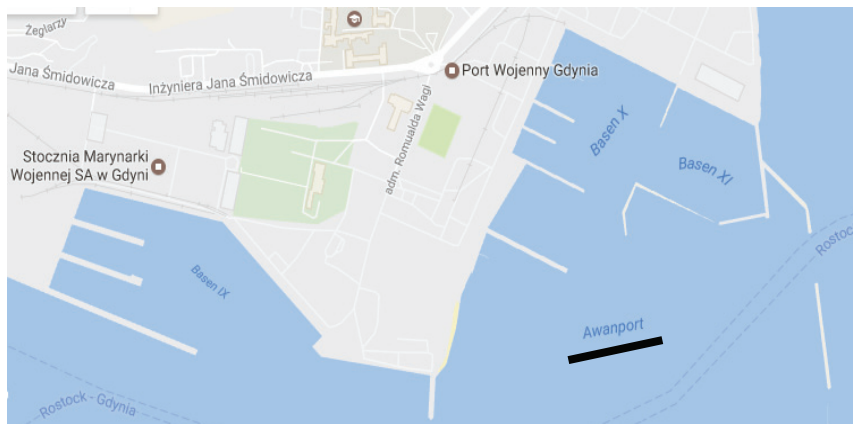 Żeglarzy
Jana Śmidowicza
Inżyniera Jana Śmidowicza
Port Wojenny Gdynia
adm. Romualda Wagi
Basen X
Basen XI
Stocznia Marynarki
Wojennej SA w Gdyni
Rostock
Basen IX
Awanport
Rostock - Gdynia